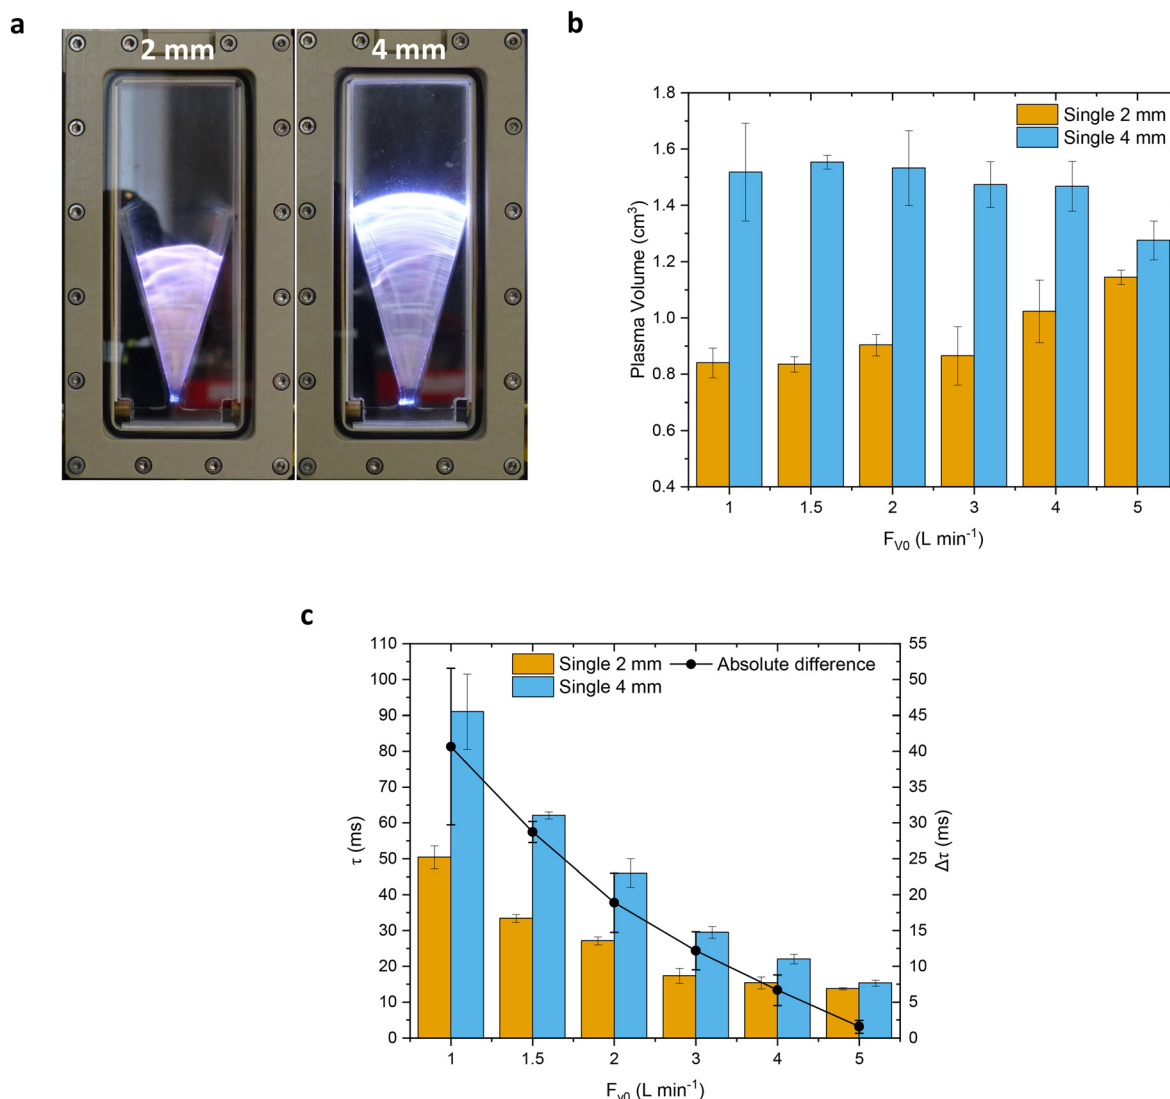 a
2 mm
4 mm
b
Plasma Volume (cm³)
1.8
1.6
1.4
1.2
1.0
0.8
0.6
0.4
Single 2 mm
Single 4 mm
1 1.5 2 3 4 5
F_V0 (L min⁻¹)
c
τ (ms)
110
100
90
80
70
60
50
40
30
20
10
0
Single 2 mm
Absolute difference
Single 4 mm
55
50
45
40
35
30
25
20
15
10
5
0
Δτ (ms)
1 1.5 2 3 4 5
F_v0 (L min⁻¹)